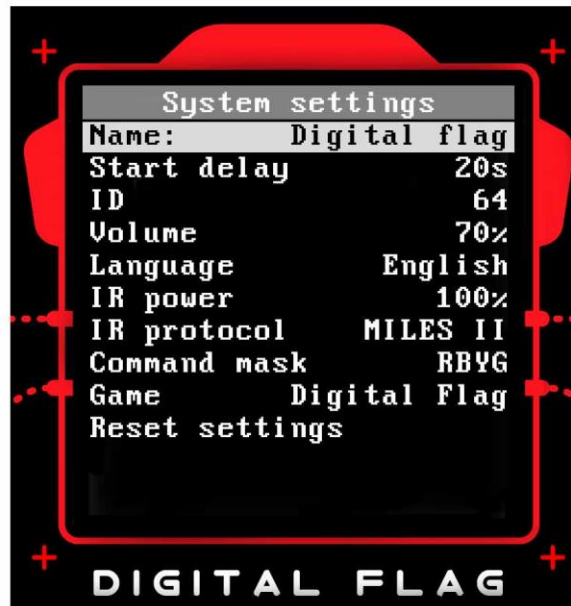 System settings
Name: Digital flag
Start delay 20s
ID 64
Volume 70%
Language English
IR power 100%
IR protocol MILES II
Command mask RBYG
Game Digital Flag
Reset settings
DIGITAL FLAG